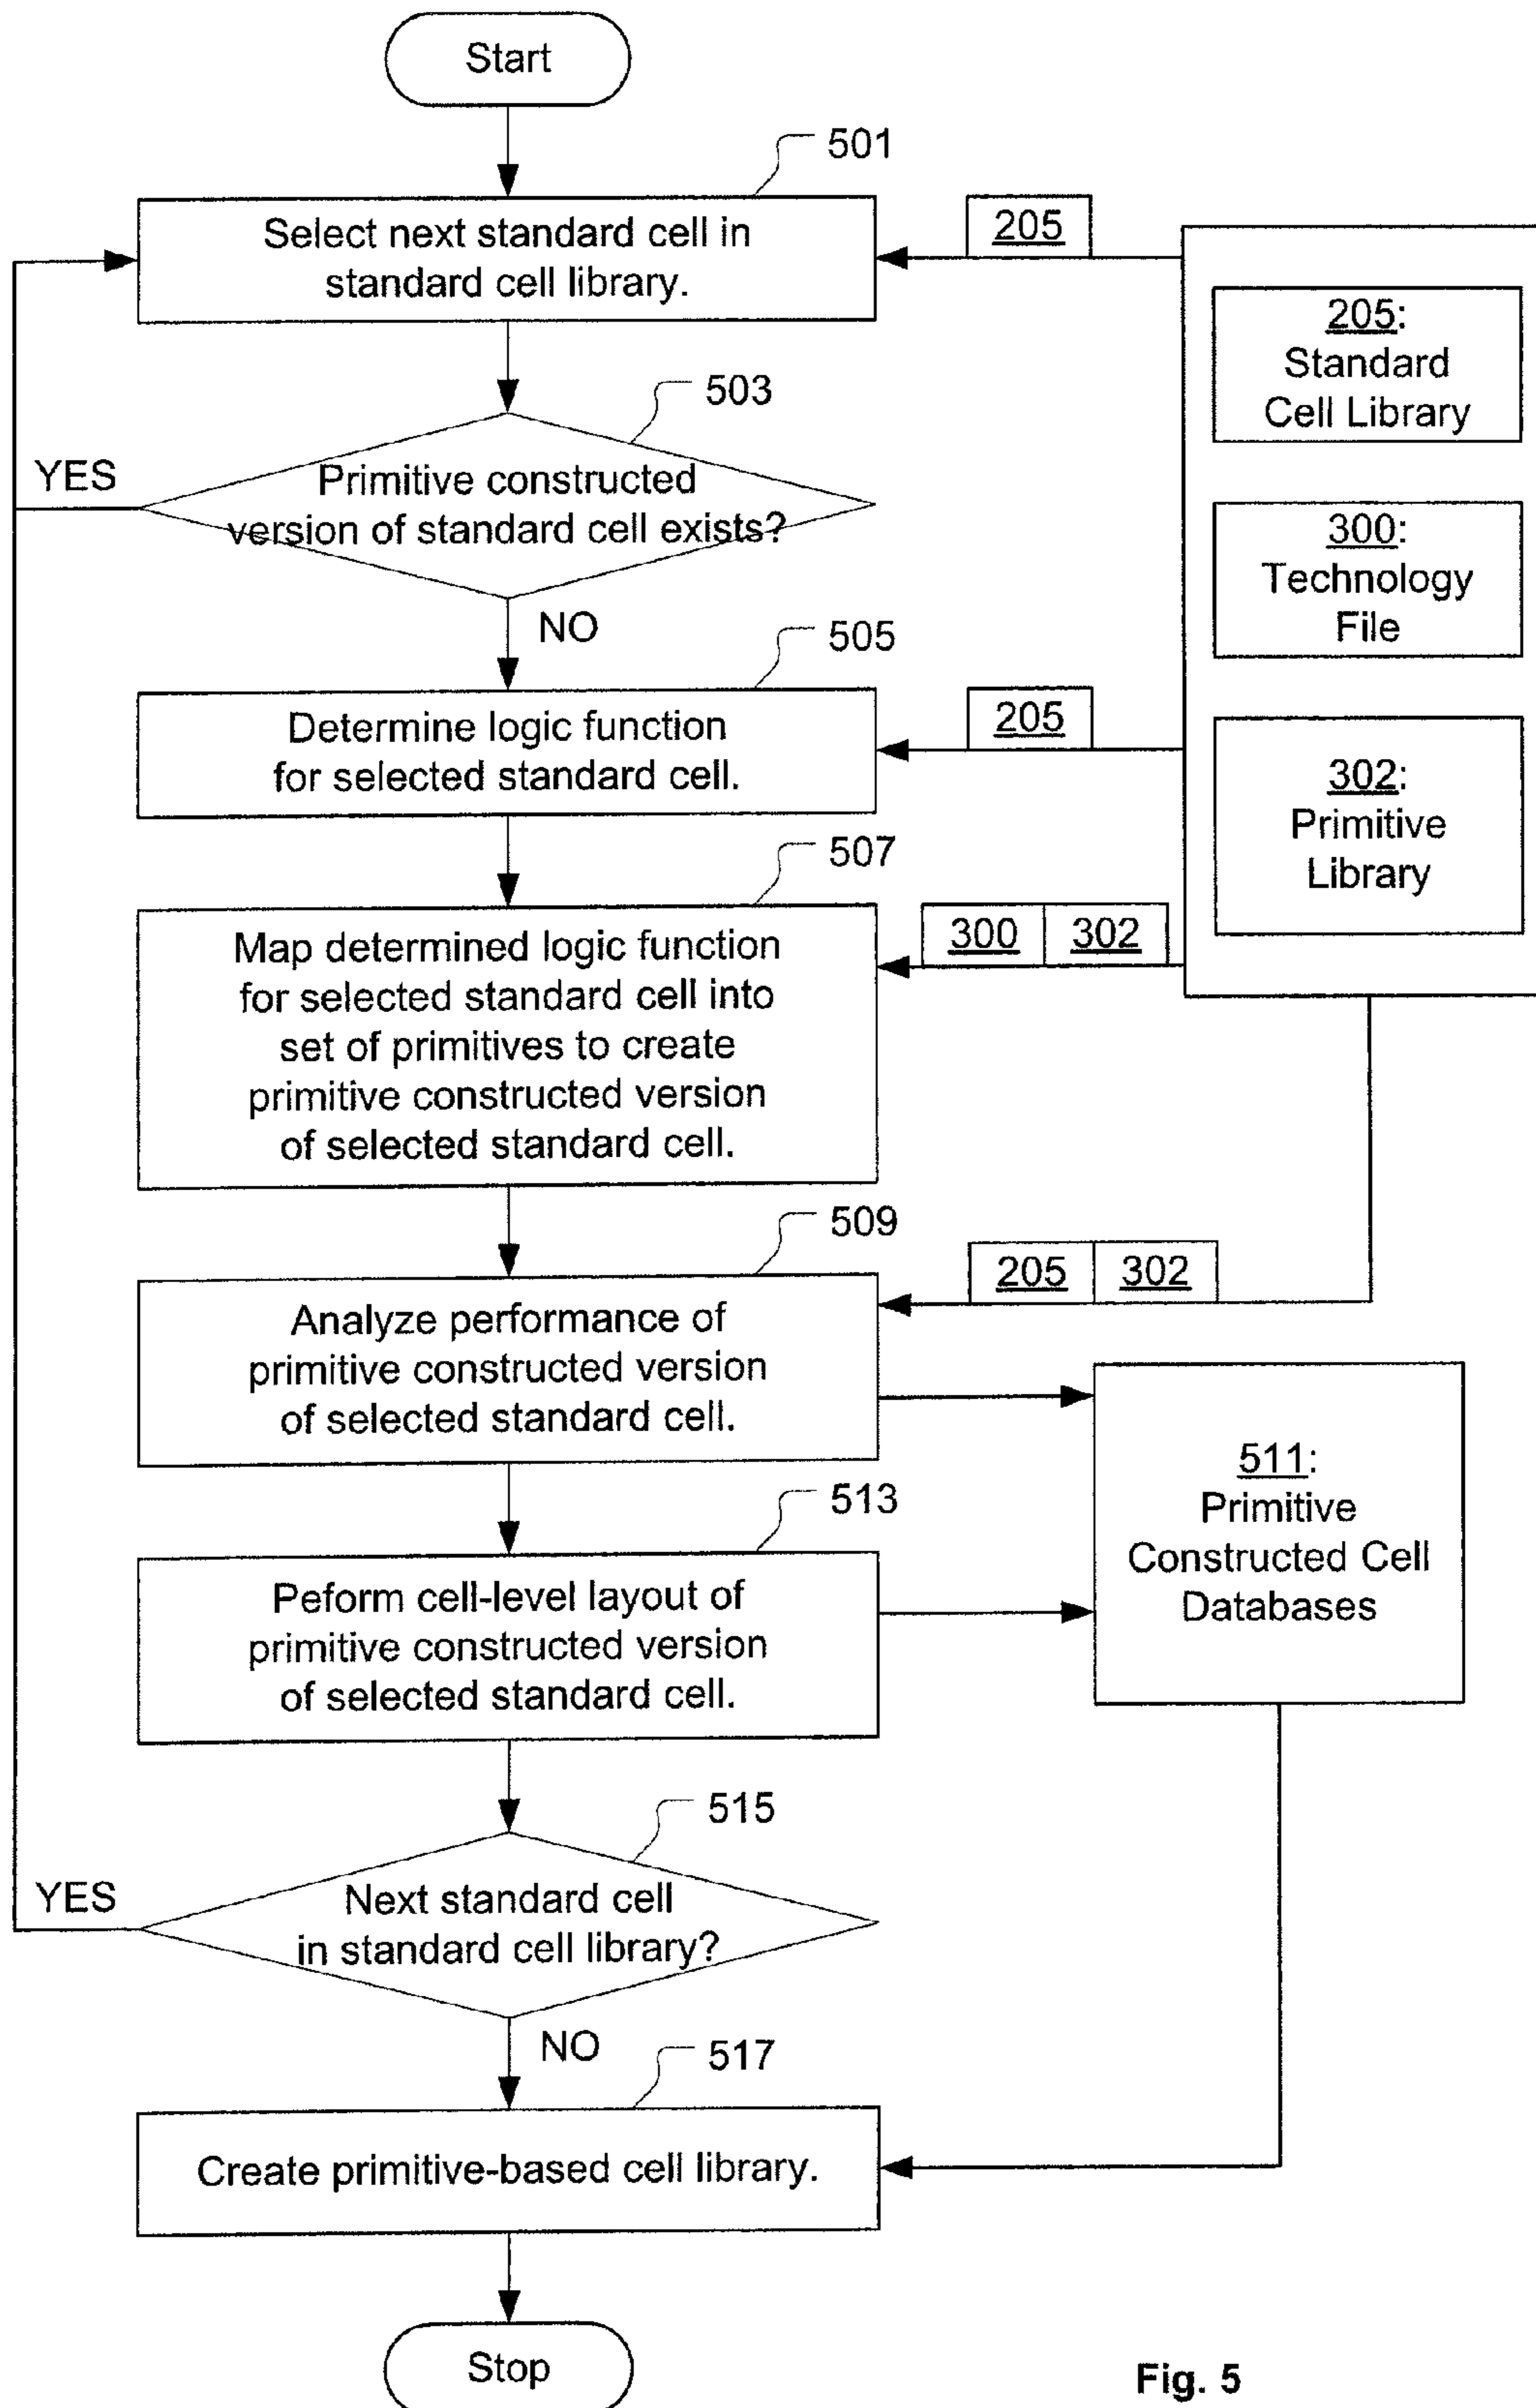 Start
501
Select next standard cell in
standard cell library.
205
205:
Standard
Cell Library
300:
Technology
File
302:
Primitive
Library
503
YES
Primitive constructed
version of standard cell exists?
NO
505
Determine logic function
for selected standard cell.
205
507
Map determined logic function
for selected standard cell into
set of primitives to create
primitive constructed version
of selected standard cell.
300 302
509
Analyze performance of
primitive constructed version
of selected standard cell.
205 302
511:
Primitive
Constructed Cell
Databases
513
Peform cell-level layout of
primitive constructed version
of selected standard cell.
515
YES
Next standard cell
in standard cell library?
NO
517
Create primitive-based cell library.
Stop
Fig. 5